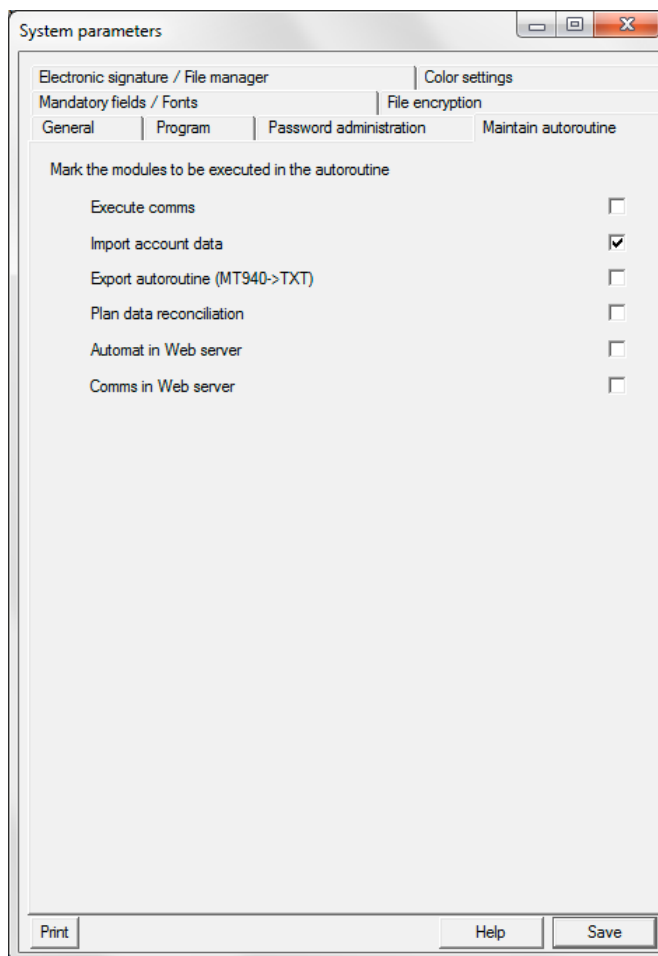 System parameters
Electronic signature / File manager Color settings
Mandatory fields / Fonts File encryption
General Program Password administration Maintain autoroutine
Mark the modules to be executed in the autoroutine
Execute comms
Import account data
Export autoroutine (MT940->TXT)
Plan data reconciliation
Automat in Web server
Comms in Web server
Print Help Save